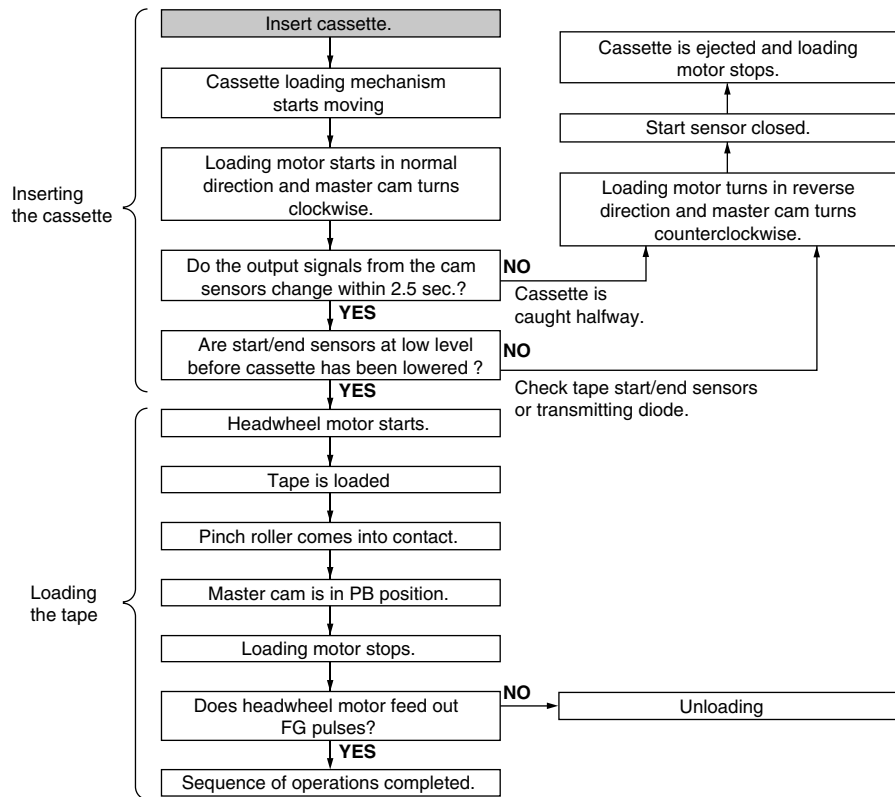 Insert cassette.
Cassette loading mechanism
starts moving
Loading motor starts in normal
direction and master cam turns
clockwise.
Inserting
the cassette
Do the output signals from the cam
sensors change within 2.5 sec.?
NO
Cassette is
caught halfway.
YES
Are start/end sensors at low level
before cassette has been lowered ?
NO
Check tape start/end sensors
or transmitting diode.
YES
Cassette is ejected and loading
motor stops.
Start sensor closed.
Loading motor turns in reverse
direction and master cam turns
counterclockwise.
Headwheel motor starts.
Tape is loaded
Pinch roller comes into contact.
Master cam is in PB position.
Loading
the tape
Loading motor stops.
Does headwheel motor feed out
FG pulses?
NO
Unloading
YES
Sequence of operations completed.